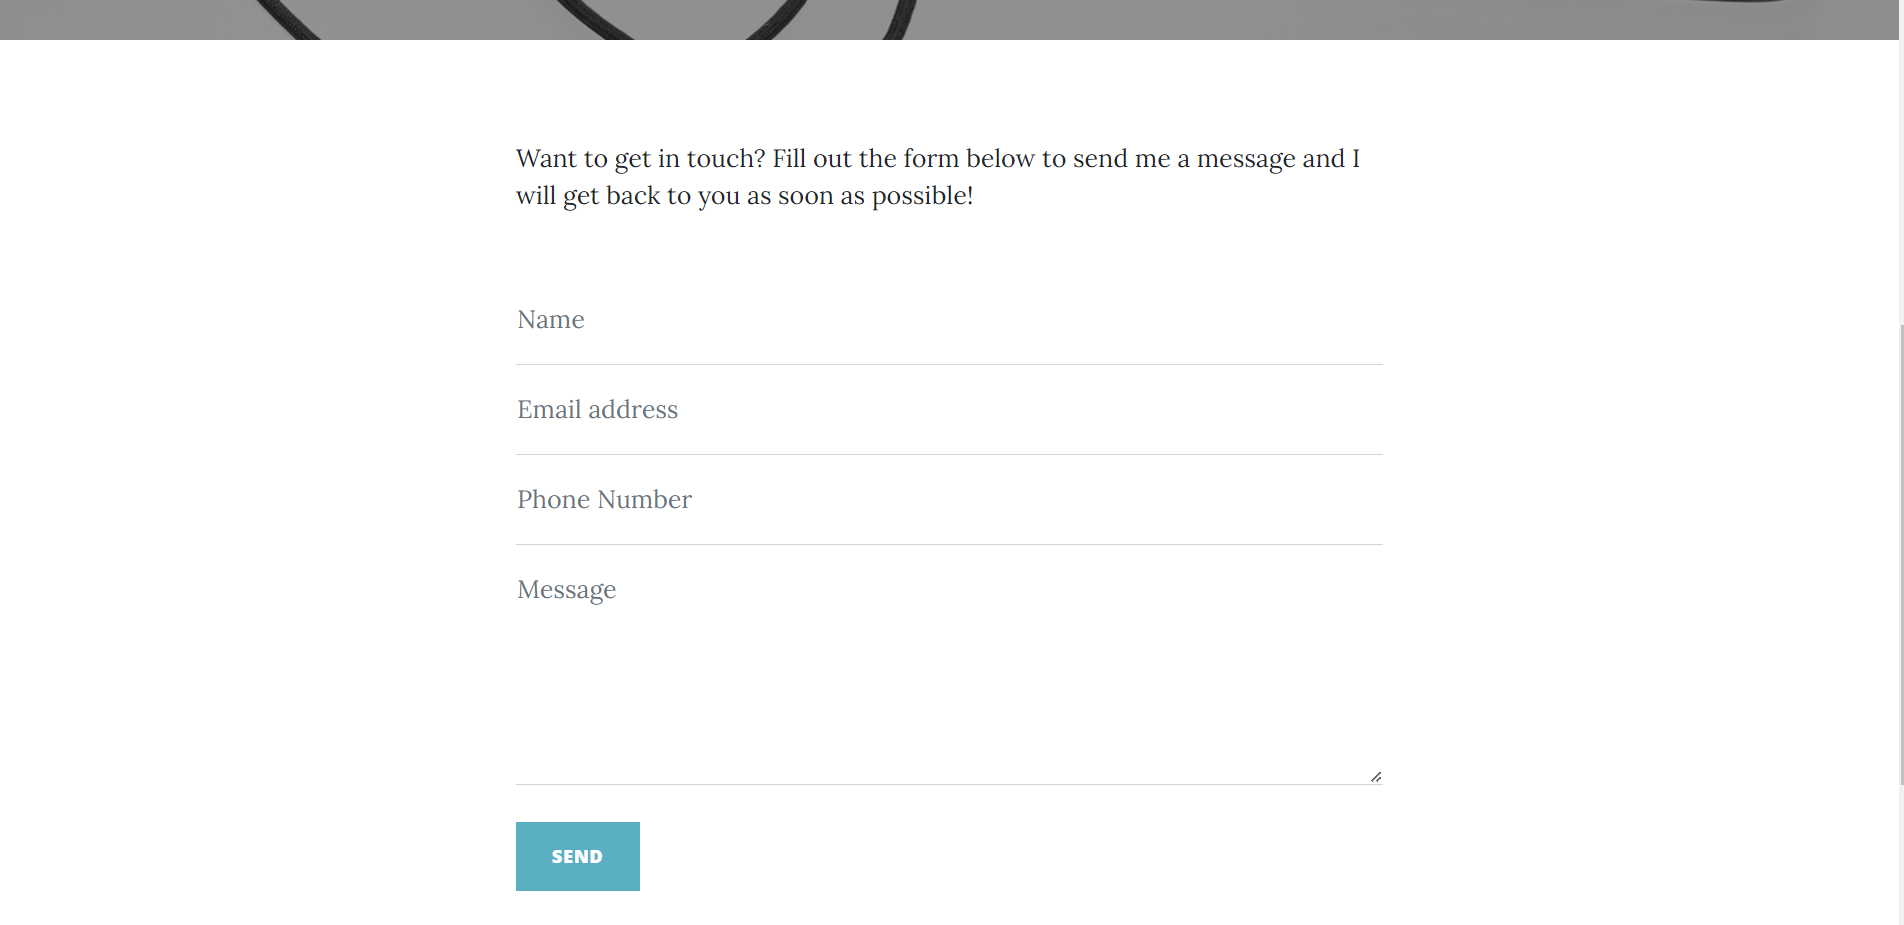 Want to get in touch? Fill out the form below to send me a message and I
will get back to you as soon as possible!
Name
Email address
Phone Number
Message
SEND